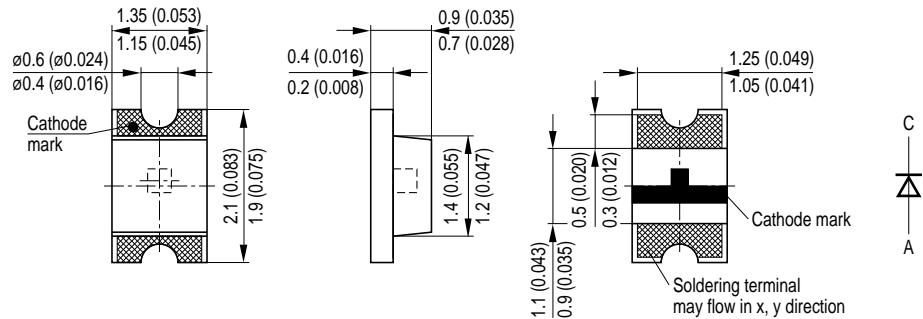 1.35 (0.053)
1.15 (0.045)
ø0.6 (ø0.024)
ø0.4 (ø0.016)
Cathode
mark
2.1 (0.083)
1.9 (0.075)
0.9 (0.035)
0.7 (0.028)
0.4 (0.016)
0.2 (0.008)
1.4 (0.055)
1.2 (0.047)
1.25 (0.049)
1.05 (0.041)
0.5 (0.020)
0.3 (0.012)
1.1 (0.043)
0.9 (0.035)
Cathode mark
Soldering terminal
may flow in x, y direction
C
A